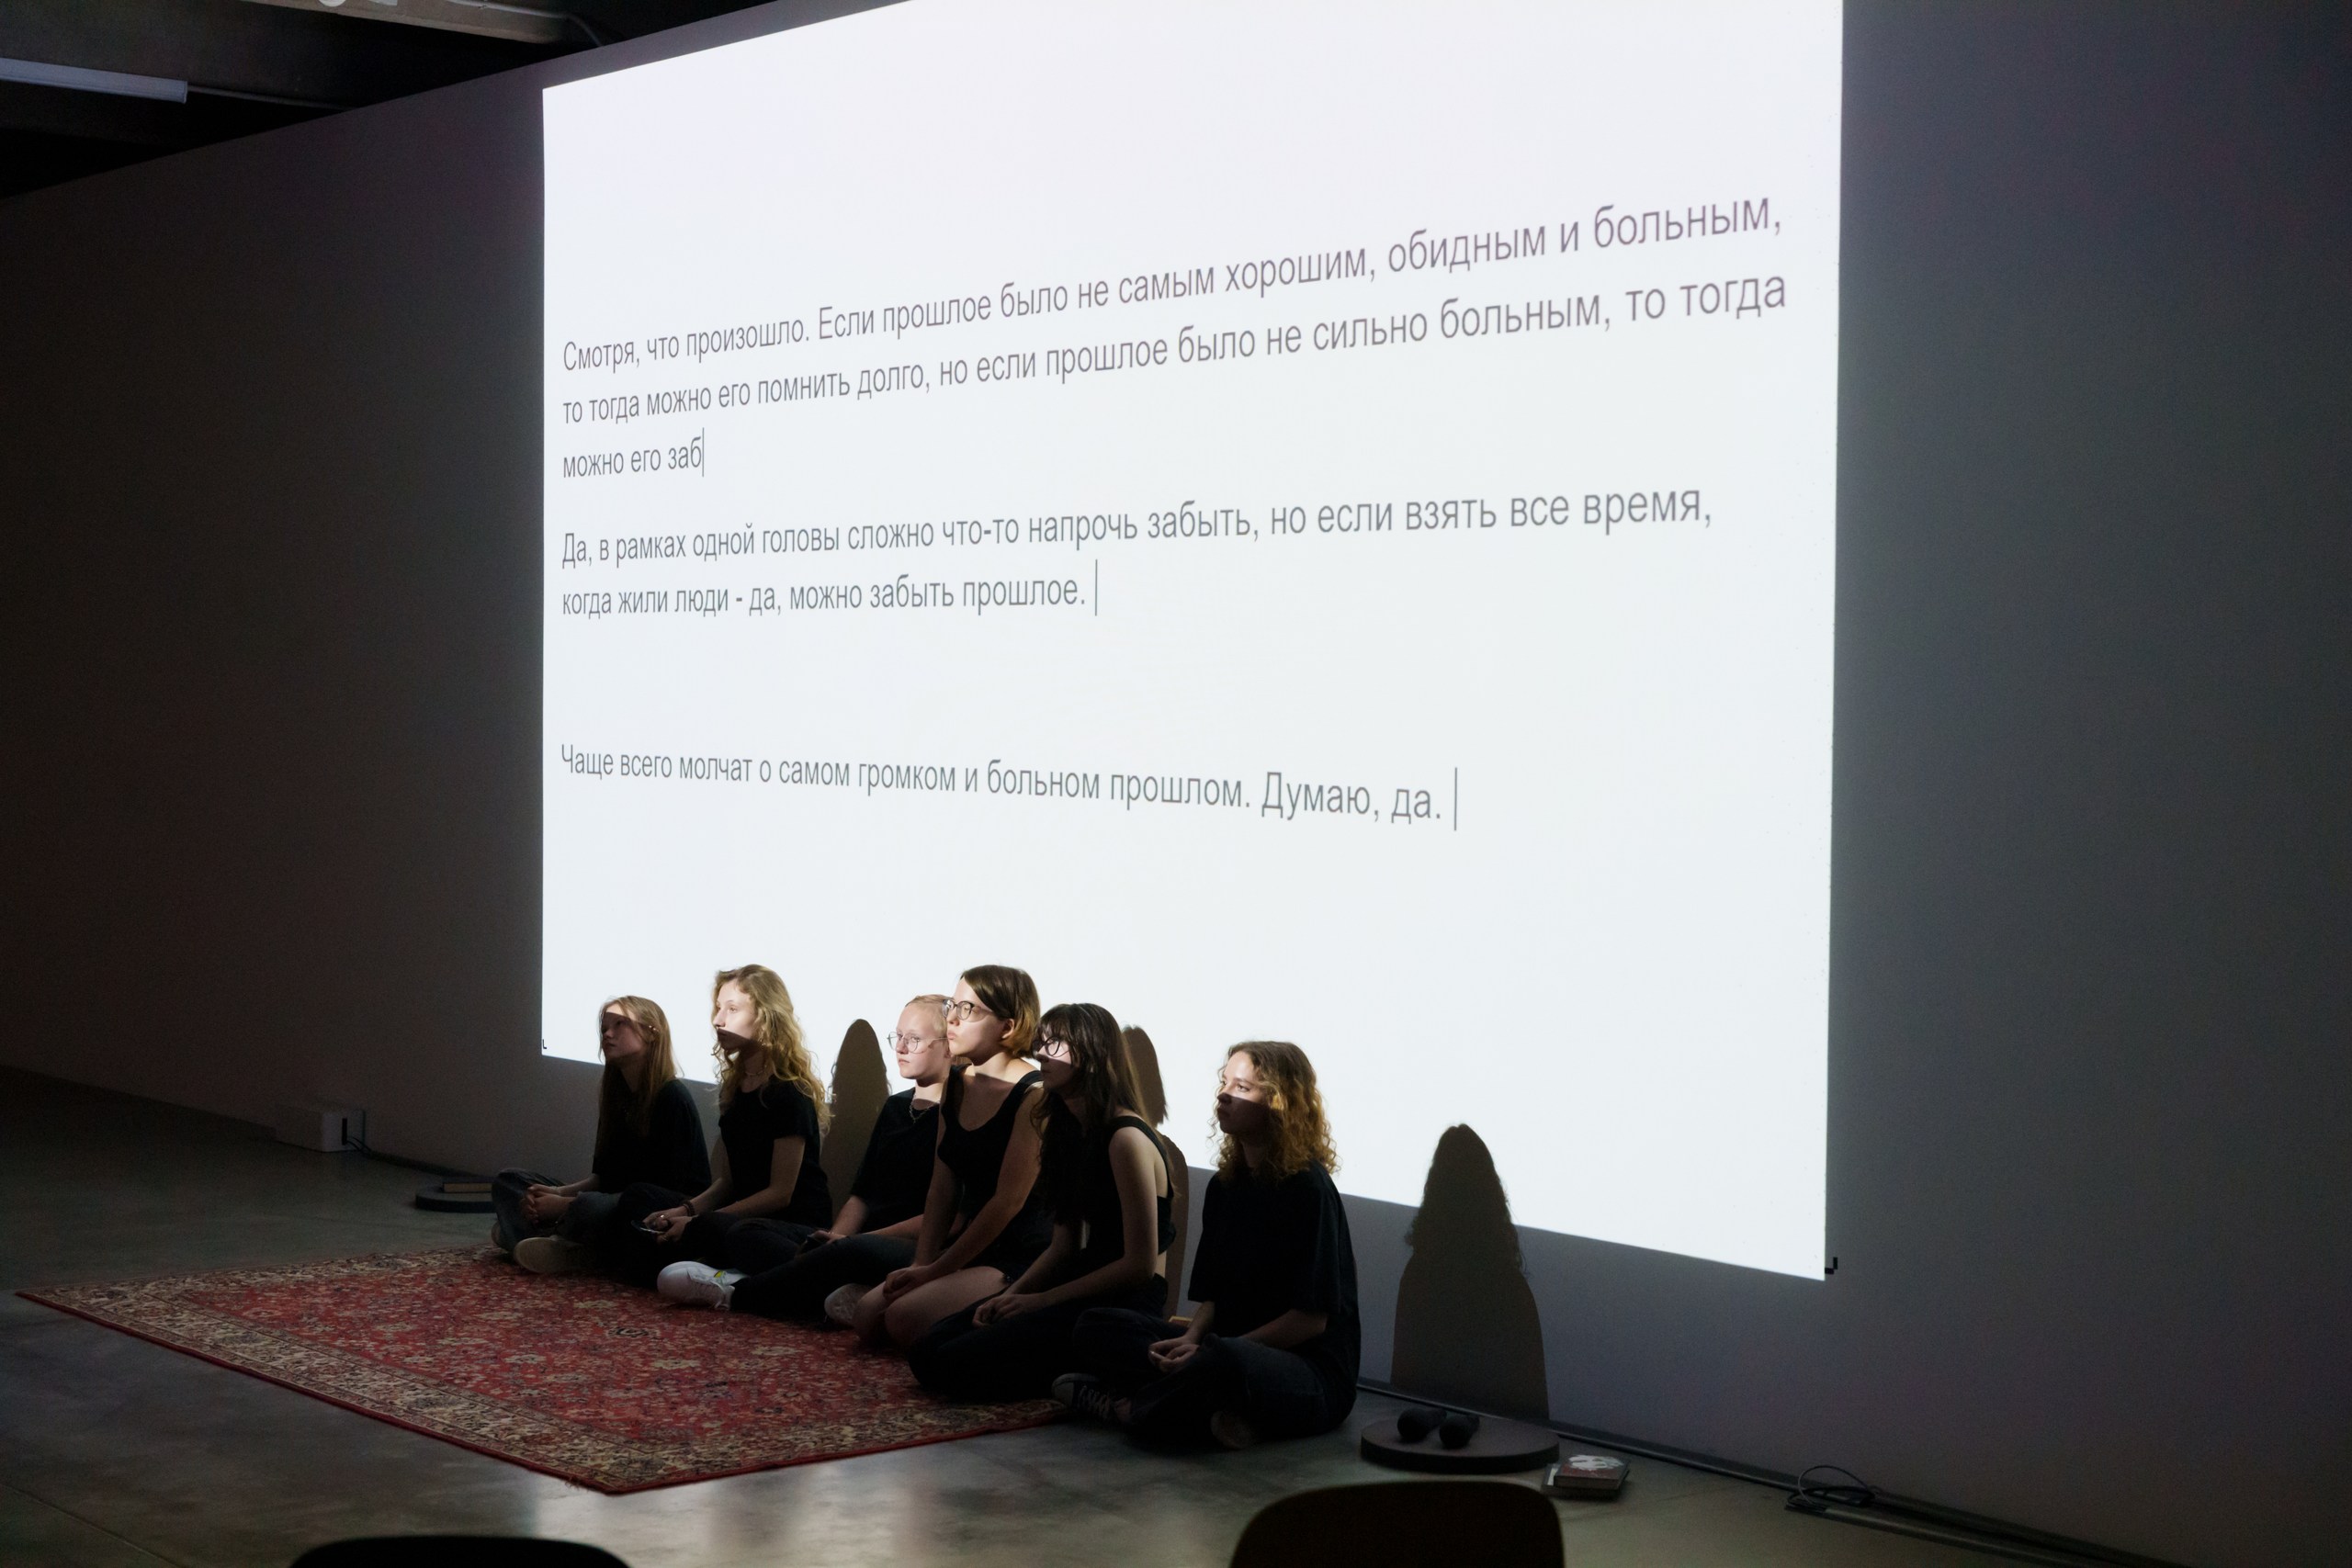 Смотря, что произошло. Если прошлое было не самым хорошим, обидным и больным,
то тогда можно его помнить долго, но если прошлое было не сильно больным, то тогда
можно его заб
Да, в рамках одной головы сложно что-то напрочь забыть, но если взять все время,
когда жили люди - да, можно забыть прошлое.
Чаще всего молчат о самом громком и больном прошлом. Думаю, да.